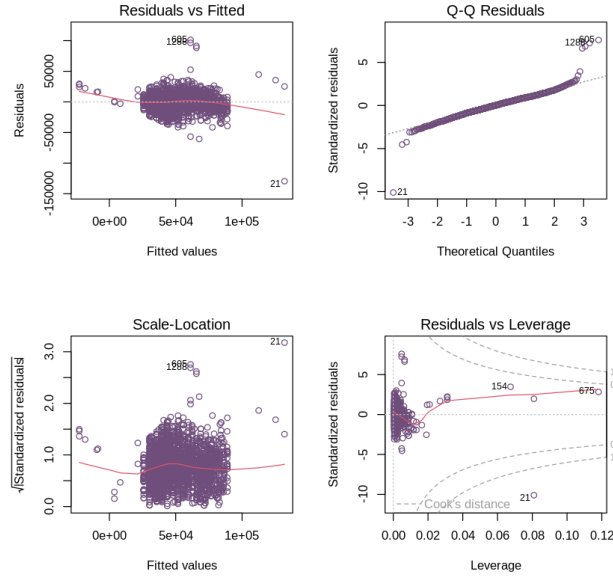 Residuals vs Fitted
Residuals
-150000
-50000
0
50000
605
1288
21
0e+00
5e+04
1e+05
Fitted values
Q-Q Residuals
Standardized residuals
-10
-5
0
5
605
1288
21
-3
-2
-1
0
1
2
3
Theoretical Quantiles
Scale-Location
√|Standardized residuals|
0.0
1.0
2.0
3.0
21
605
1288
0e+00
5e+04
1e+05
Fitted values
Residuals vs Leverage
Standardized residuals
-10
-5
0
5
154
675
21
Cook's distance
0.00
0.02
0.04
0.06
0.08
0.10
0.12
Leverage